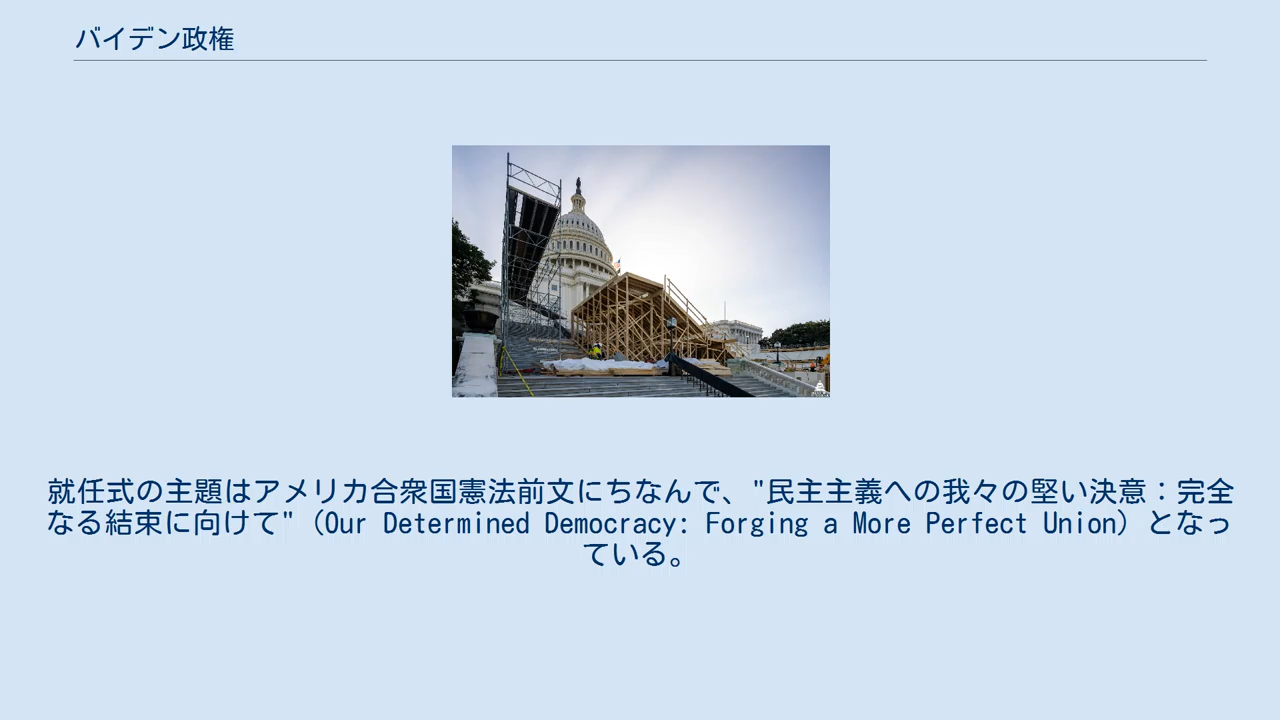 バイデン政権
就任式の主題はアメリカ合衆国憲法前文にちなんで、"民主主義への我々の堅い決意：完全
なる結束に向けて"（Our Determined Democracy: Forging a More Perfect Union）となっ
ている。